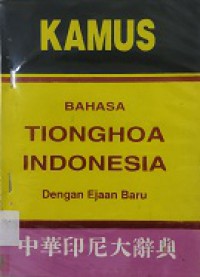 KAMUS
BAHASA
TIONGHOA
INDONESIA
Dengan Ejaan Baru
中華印尼大辭典